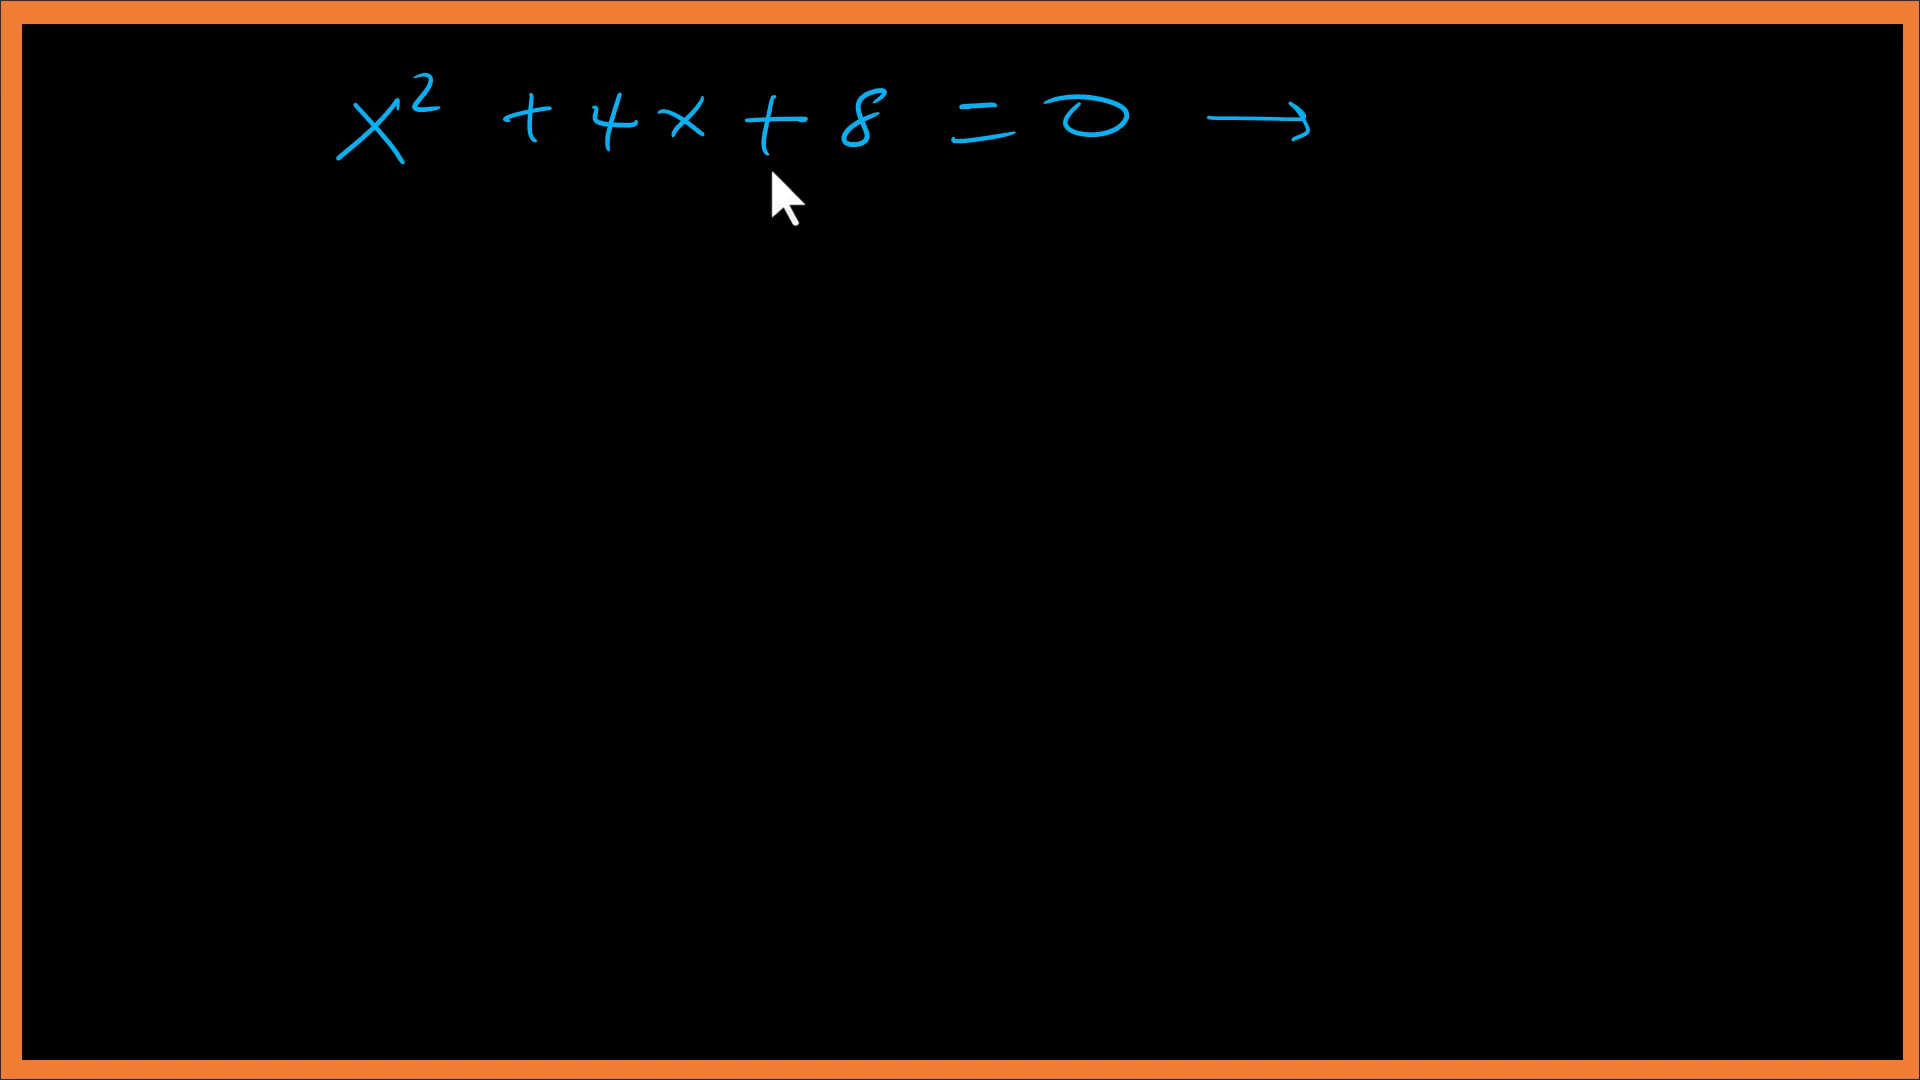 x² + 4x + 8 = 0 →